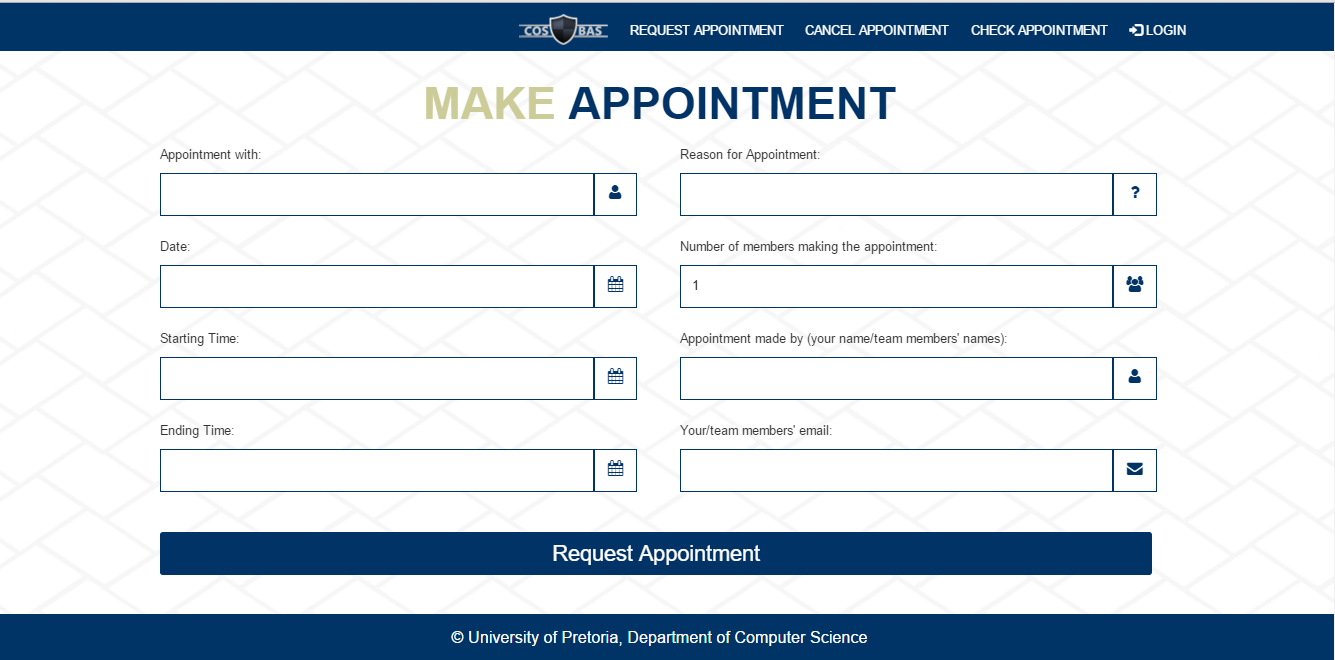 COS BAS REQUEST APPOINTMENT CANCEL APPOINTMENT CHECK APPOINTMENT LOGIN
MAKE APPOINTMENT
Appointment with:
Reason for Appointment:
?
Date:
Number of members making the appointment:
1
Starting Time:
Appointment made by (your name/team members' names):
Ending Time:
Your/team members' email:
Request Appointment
© University of Pretoria, Department of Computer Science